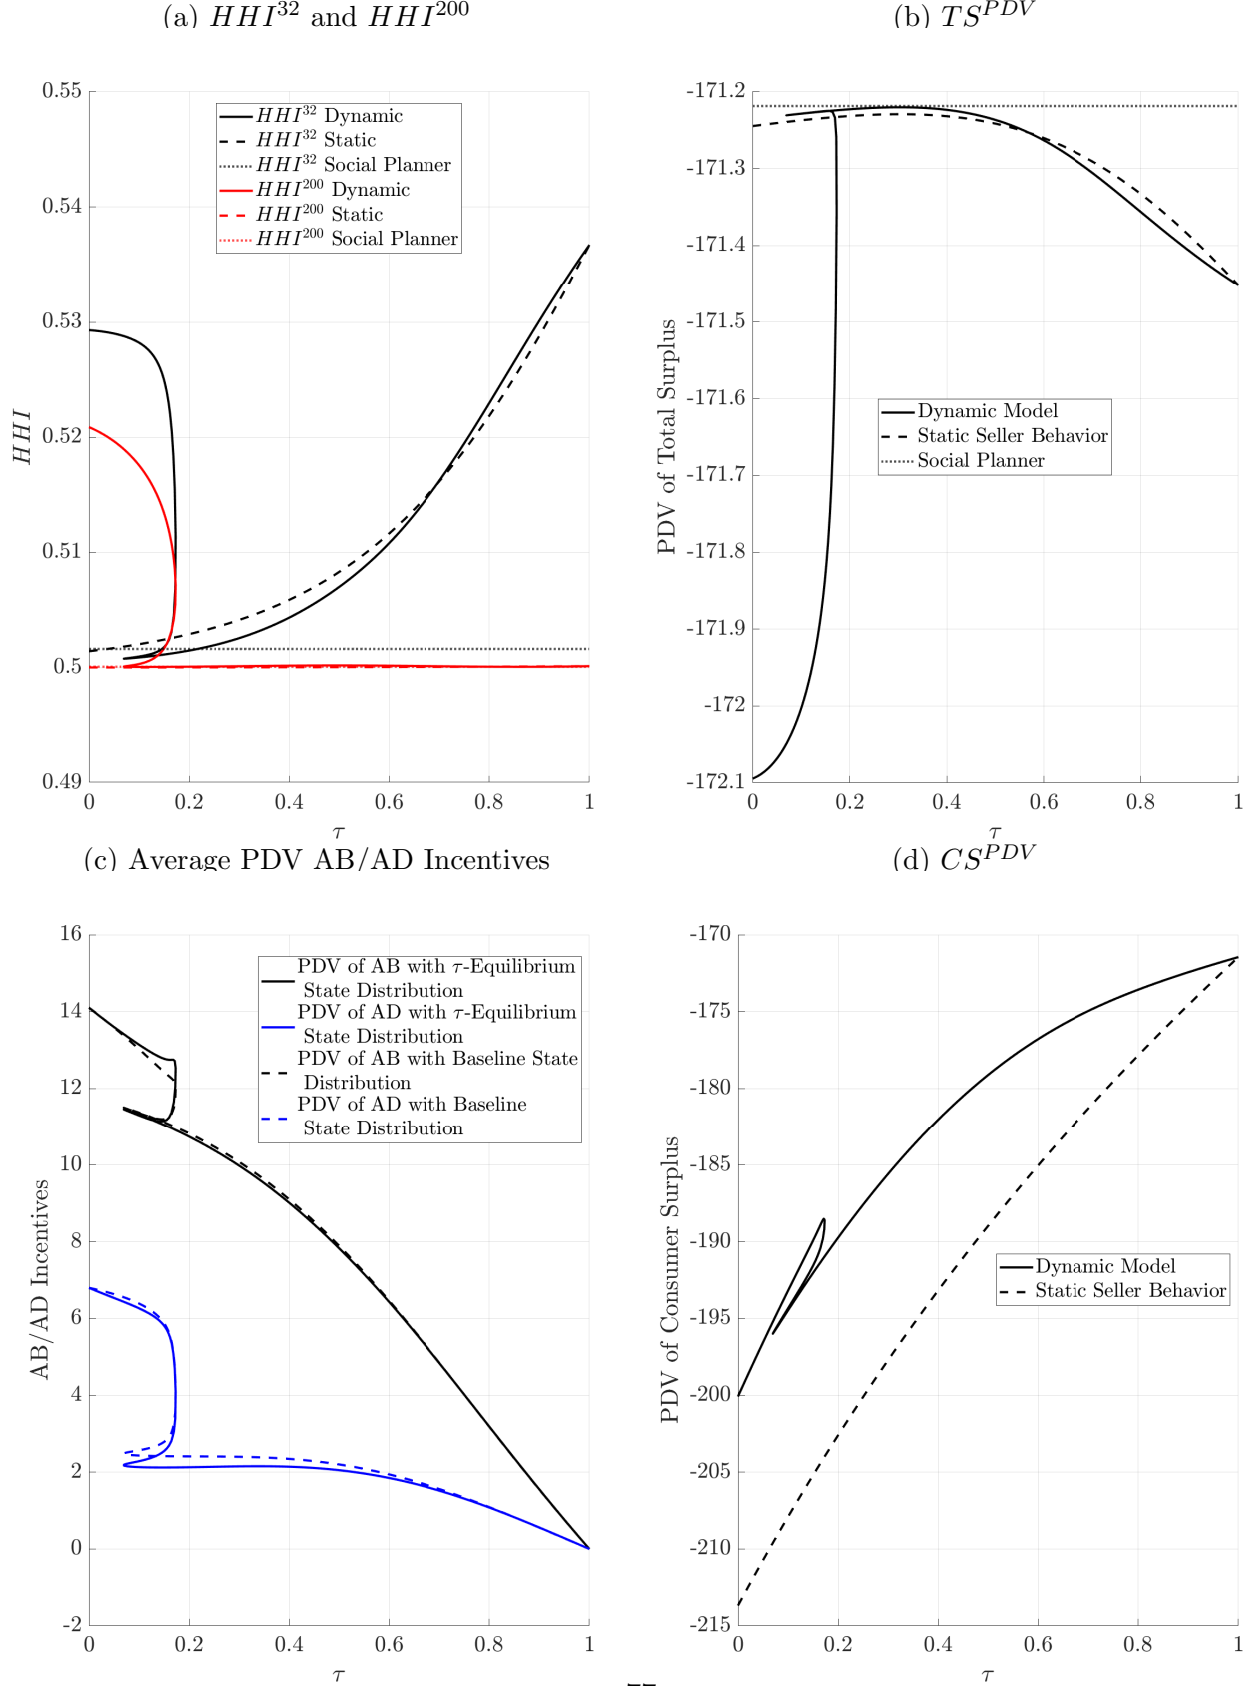 (a) HHI^32 and HHI^200
0.55
0.54
0.53
0.52
0.51
0.5
0.49
HHI
HHI^32 Dynamic
HHI^32 Static
HHI^32 Social Planner
HHI^200 Dynamic
HHI^200 Static
HHI^200 Social Planner
0 0.2 0.4 0.6 0.8 1
τ
(b) TS^PDV
-171.2
-171.3
-171.4
-171.5
-171.6
-171.7
-171.8
-171.9
-172
-172.1
PDV of Total Surplus
Dynamic Model
Static Seller Behavior
Social Planner
0 0.2 0.4 0.6 0.8 1
τ
(c) Average PDV AB/AD Incentives
16
14
12
10
8
6
4
2
0
-2
AB/AD Incentives
PDV of AB with τ-Equilibrium
State Distribution
PDV of AD with τ-Equilibrium
State Distribution
PDV of AB with Baseline State
Distribution
PDV of AD with Baseline
State Distribution
0 0.2 0.4 0.6 0.8 1
τ
(d) CS^PDV
-170
-175
-180
-185
-190
-195
-200
-205
-210
-215
PDV of Consumer Surplus
Dynamic Model
Static Seller Behavior
0 0.2 0.4 0.6 0.8 1
τ